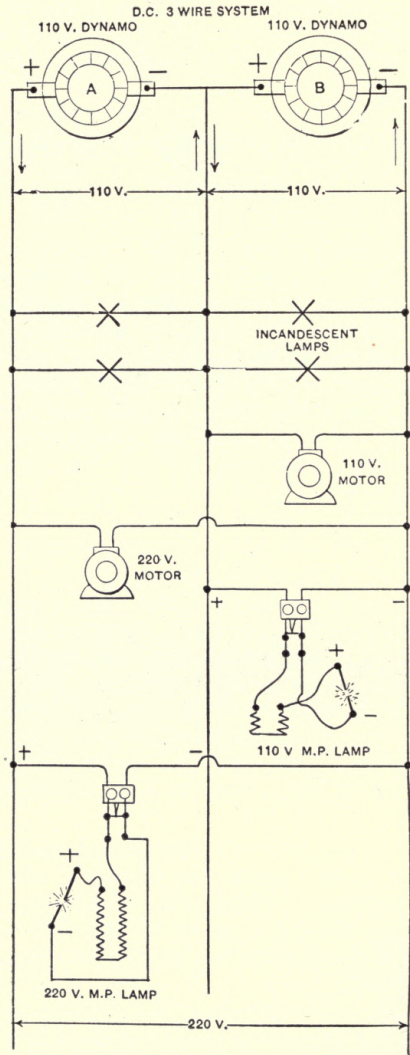 D.C. 3 WIRE SYSTEM
110 V. DYNAMO
110 V. DYNAMO
+ A −
+ B −
110 V.
110 V.
INCANDESCENT
LAMPS
110 V.
MOTOR
220 V.
MOTOR
+ −
+
−
110 V M.P. LAMP
+ −
+
−
220 V. M.P. LAMP
220 V.